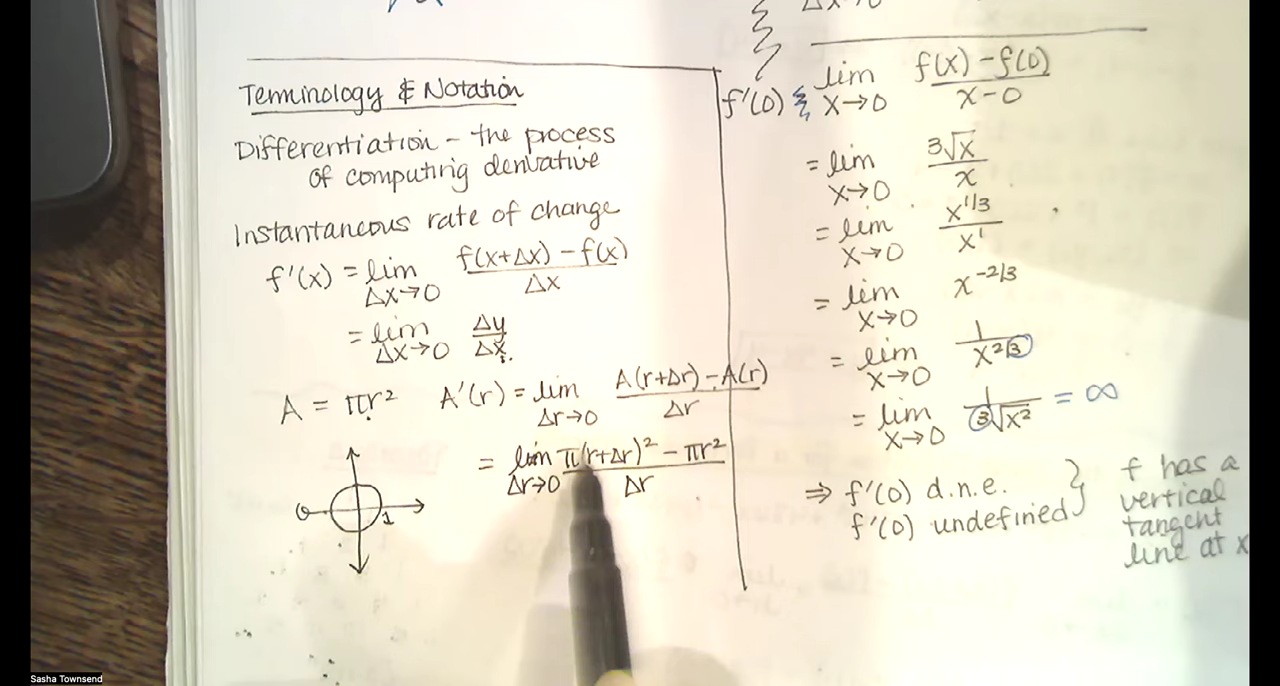 Δx→0
Terminology & Notation
Differentiation – the process
of computing derivative
Instantaneous rate of change
f'(x) = lim Δx→0 f(x+Δx) – f(x) / Δx
= lim Δx→0 Δy / Δx.
A = πr² A'(r) = lim Δr→0 A(r+Δr) – A(r) / Δr
= lim Δr→0 π(r+Δr)² – πr² / Δr
1
f'(0) lim x→0 f(x) – f(0) / x – 0
= lim x→0 3√x / x
= lim x→0 x^1/3 / x^1
= lim x→0 x^-2/3
= lim x→0 1 / x^2/3
= lim x→0 1 / 3√x² = ∞
⇒ f'(0) d.n.e.
f'(0) undefined
f has a
vertical
tangent
line at x
Sasha Townsend